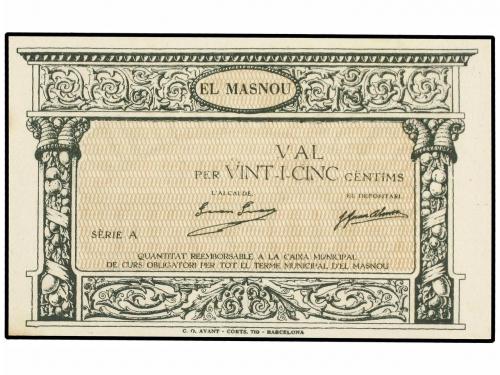 EL MASNOU
VAL
PER VINT-I-CINC CÈNTIMS
L'ALCALDE, EL DEPOSITARI,
SÈRIE A
QUANTITAT REEMBORSABLE A LA CAIXA MUNICIPAL
DE CURS OBLIGATORI PER TOT EL TERME MUNICIPAL D'EL MASNOU
C. O. AVANT - CORTS, 719 - BARCELONA